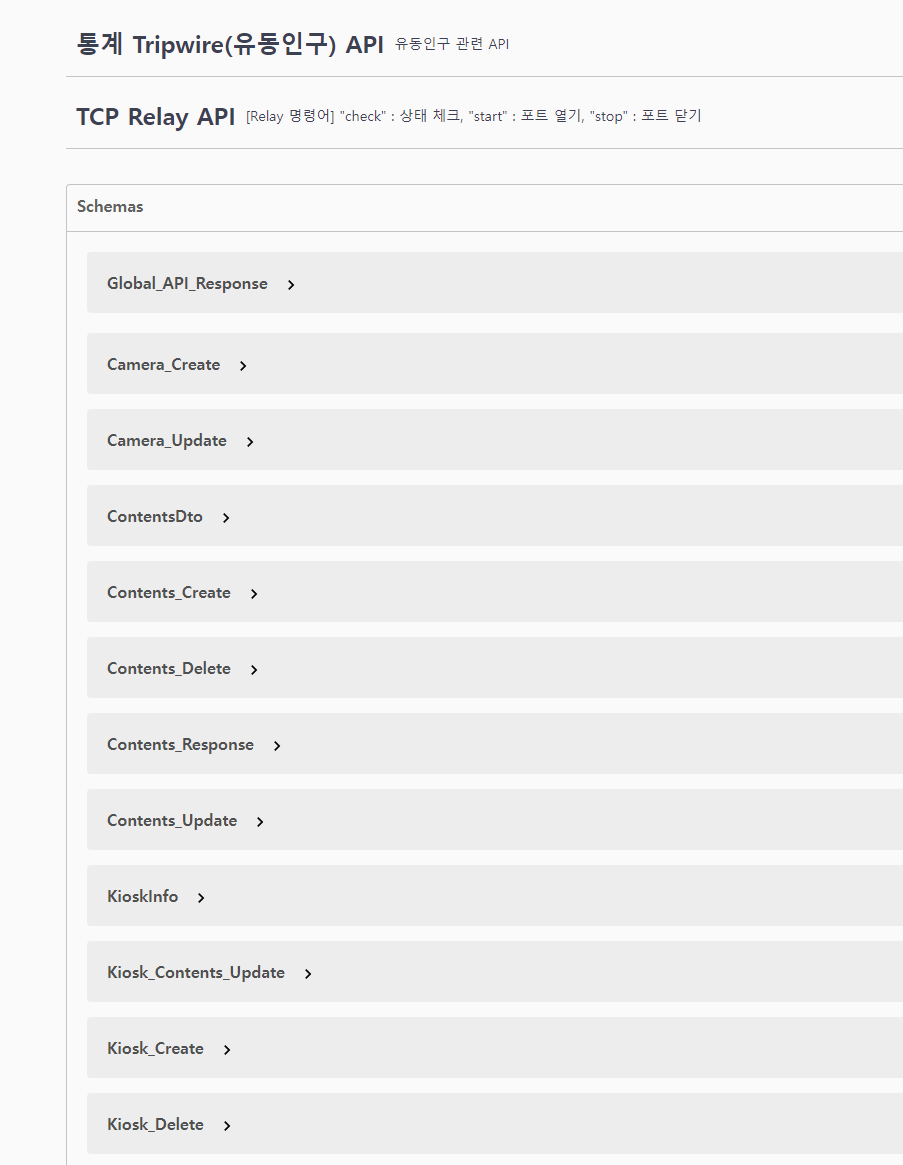 통계 Tripwire(유동인구) API 유동인구 관련 API
TCP Relay API [Relay 명령어] "check" : 상태 체크, "start" : 포트 열기, "stop" : 포트 닫기
Schemas
Global_API_Response
Camera_Create
Camera_Update
ContentsDto
Contents_Create
Contents_Delete
Contents_Response
Contents_Update
KioskInfo
Kiosk_Contents_Update
Kiosk_Create
Kiosk_Delete